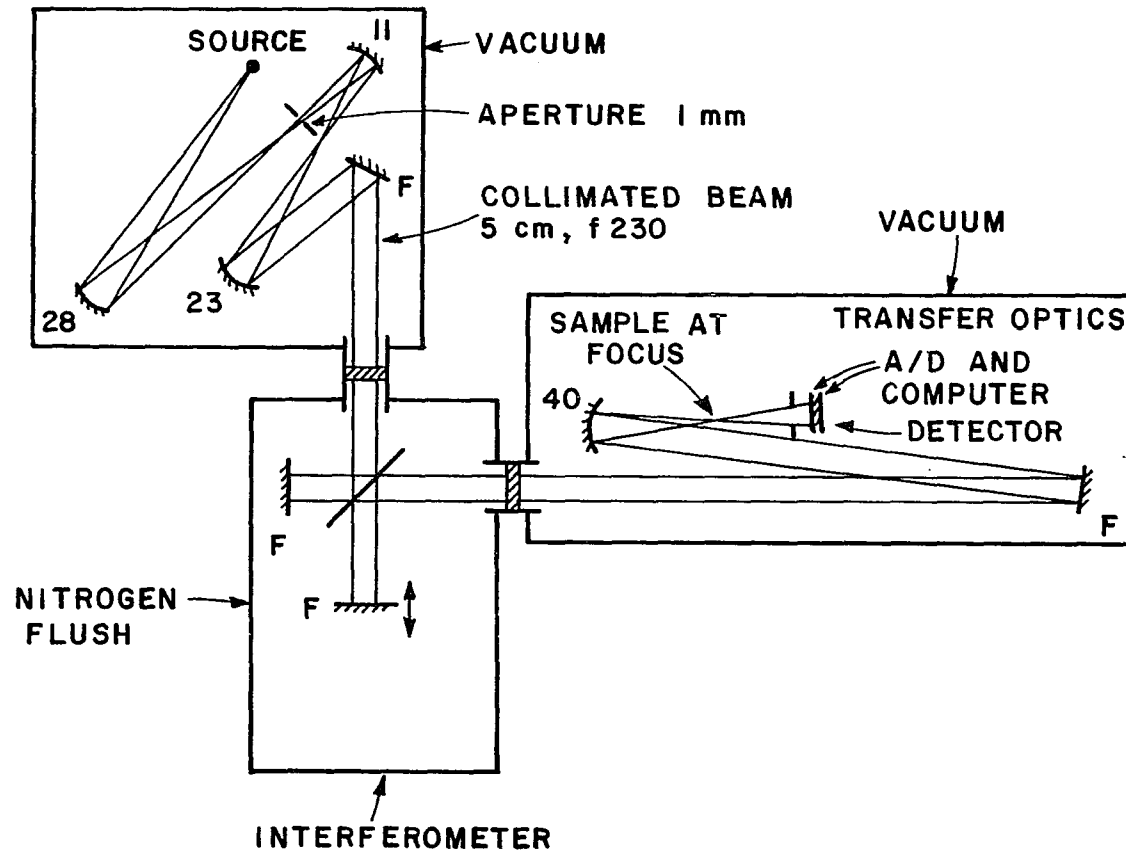 11
SOURCE
VACUUM
APERTURE 1 mm
F
COLLIMATED BEAM
5 cm, f 230
28
23
VACUUM
SAMPLE AT
FOCUS
TRANSFER OPTICS
A/D AND
COMPUTER
40
DETECTOR
F
F
F
NITROGEN
FLUSH
INTERFEROMETER